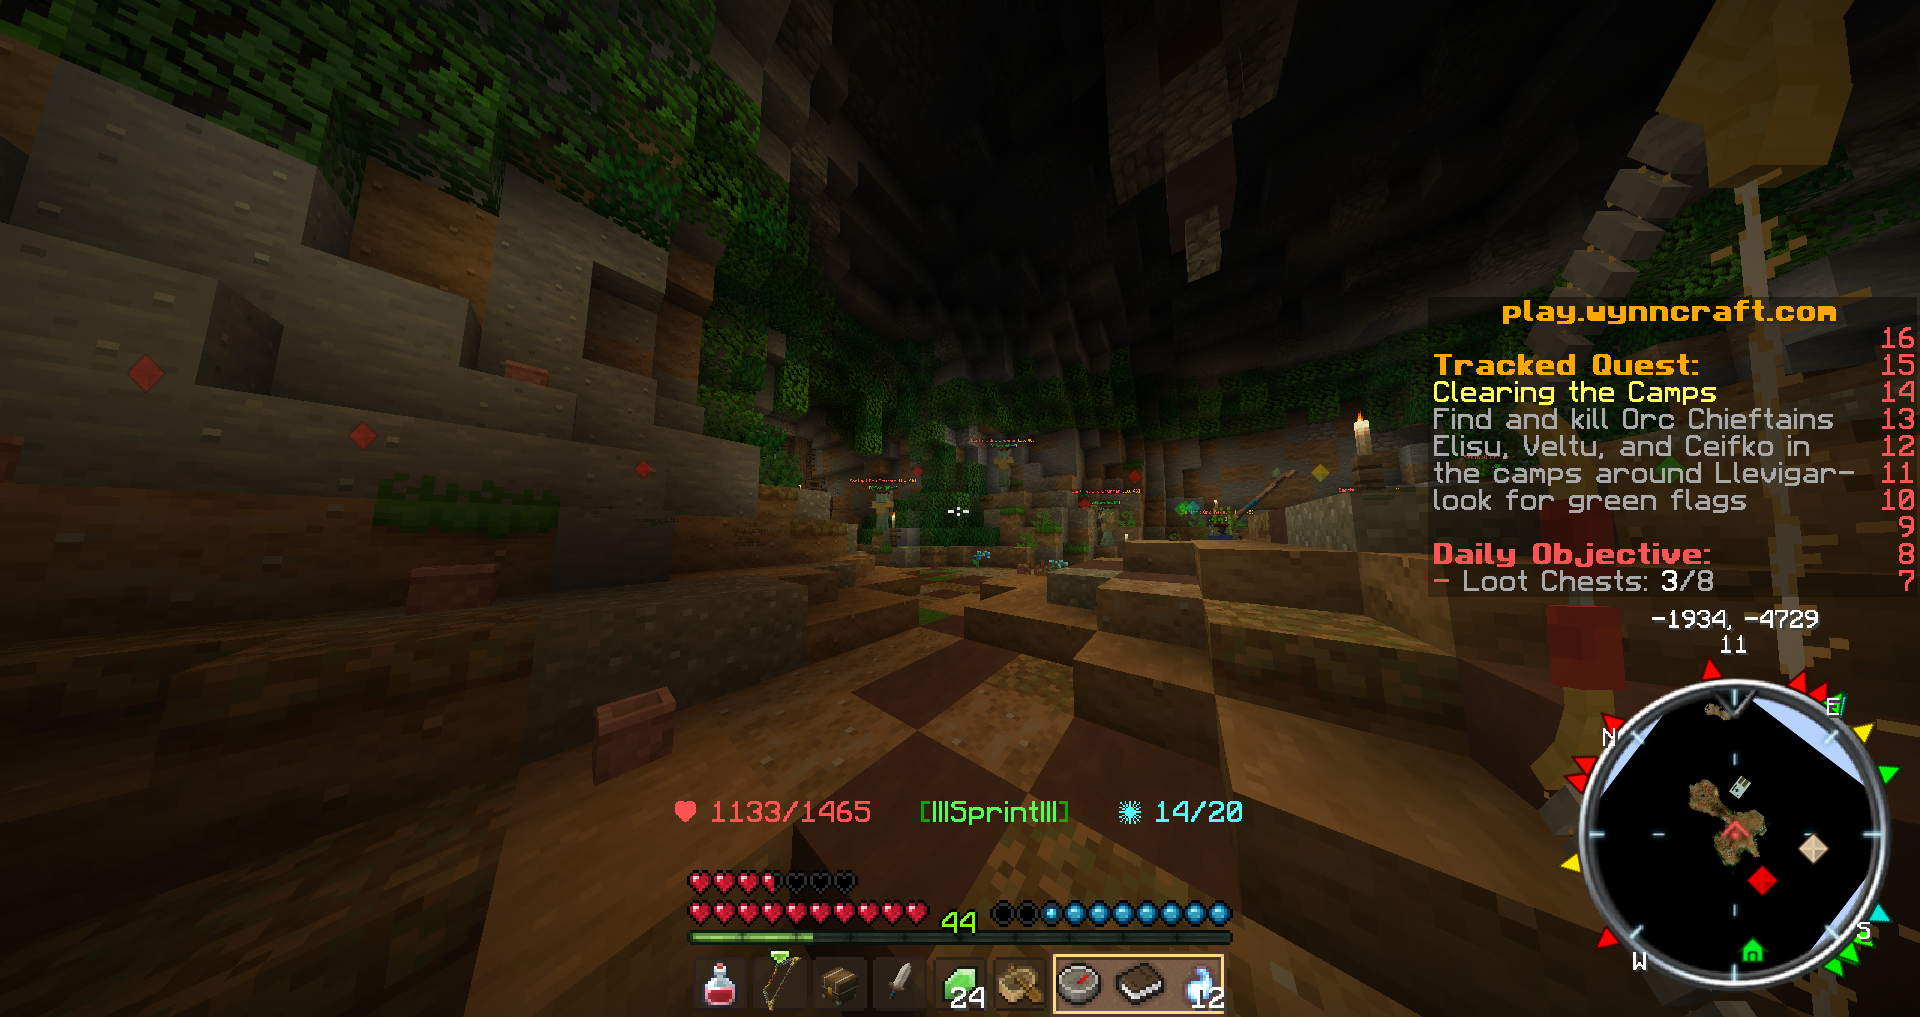 play.wynncraft.com
16
Tracked Quest: 15
Clearing the Camps 14
Find and kill Orc Chieftains 13
Elisu, Veltu, and Ceifko in 12
the camps around Llevigar- 11
look for green flags 10
9
Daily Objective: 8
- Loot Chests: 3/8 7
-1934, -4729
11
E
N
S
W
1133/1465 [|||Sprint|||] 14/20
44
24
12